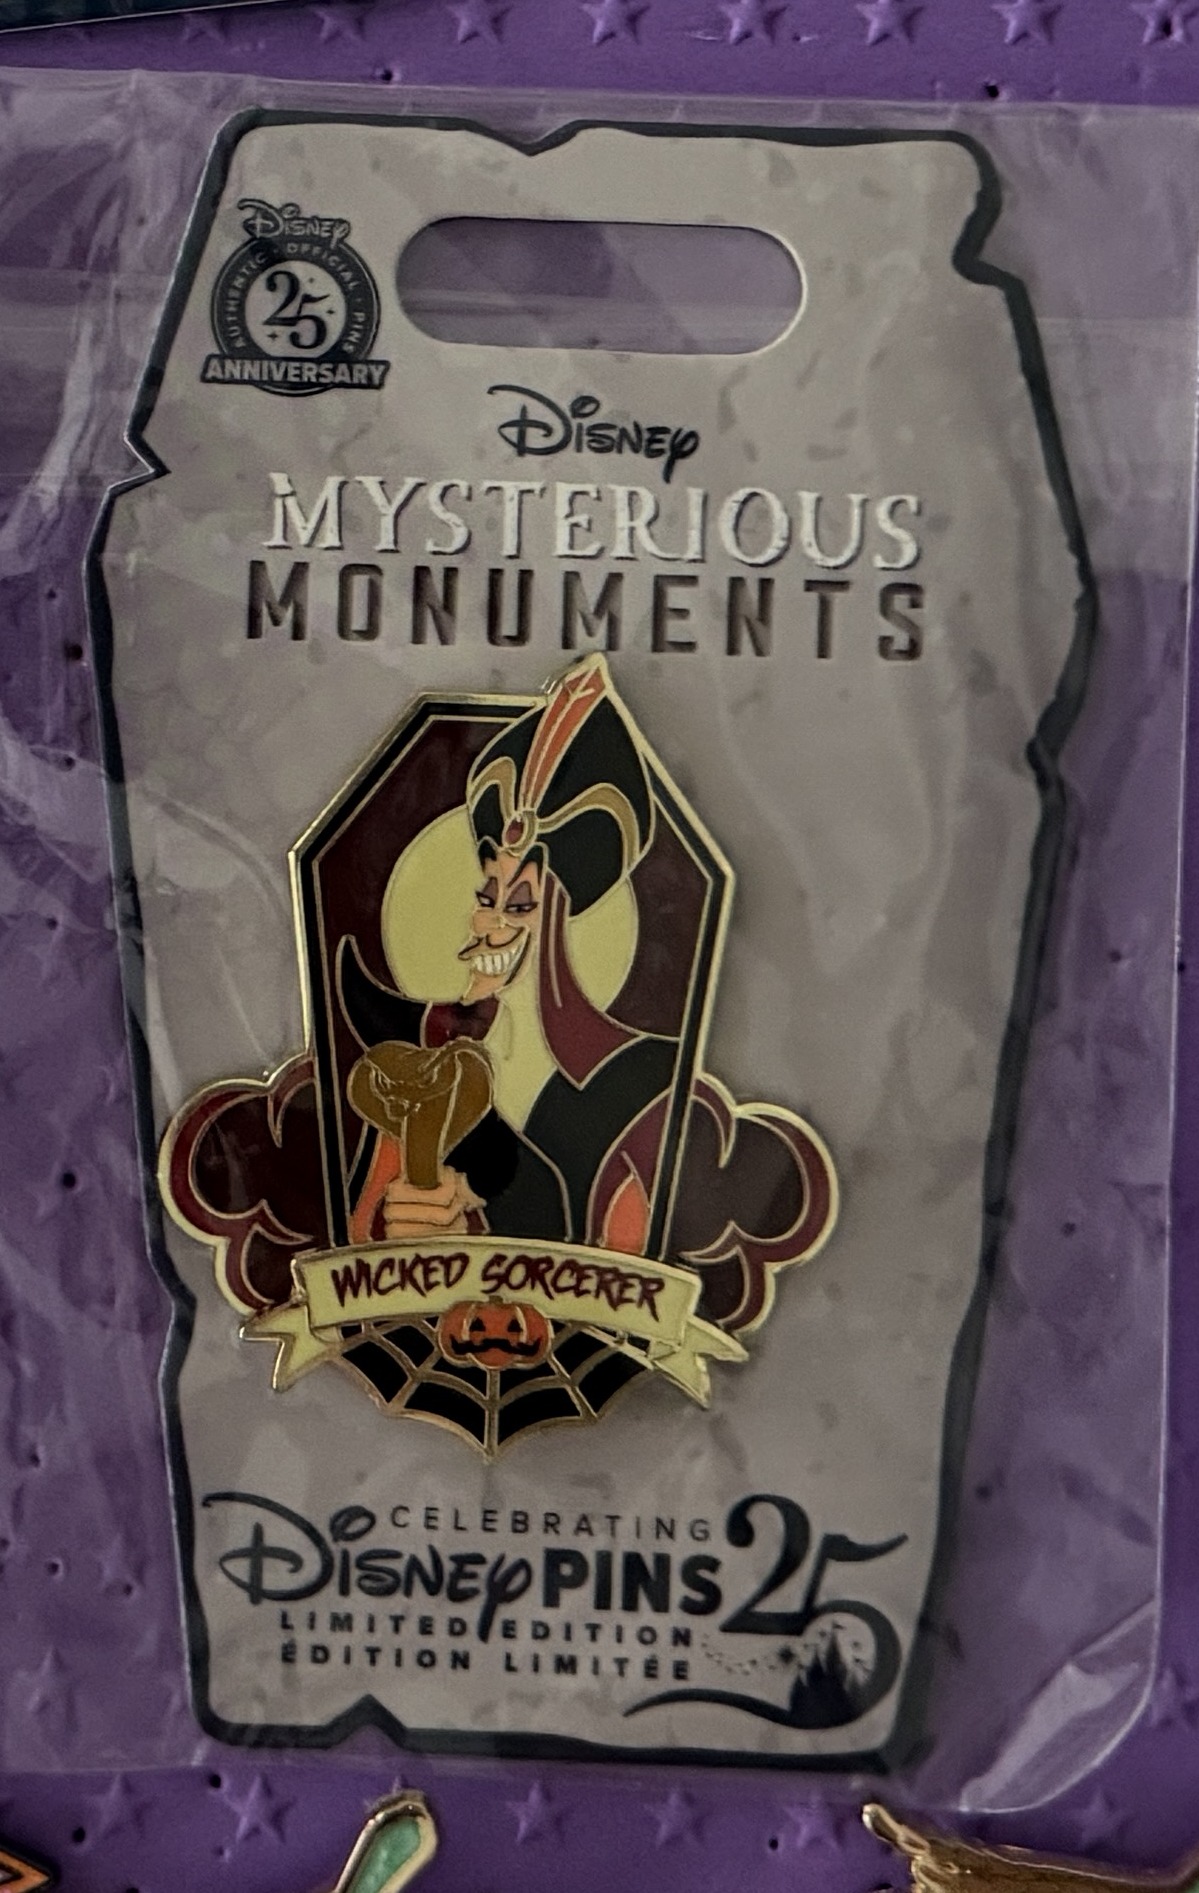 Disney
AUTHENTIC · OFFICIAL · PINS
25
ANNIVERSARY
Disney
MYSTERIOUS
MONUMENTS
WICKED SORCERER
CELEBRATING
Disney PINS 25
LIMITED EDITION
ÉDITION LIMITÉE